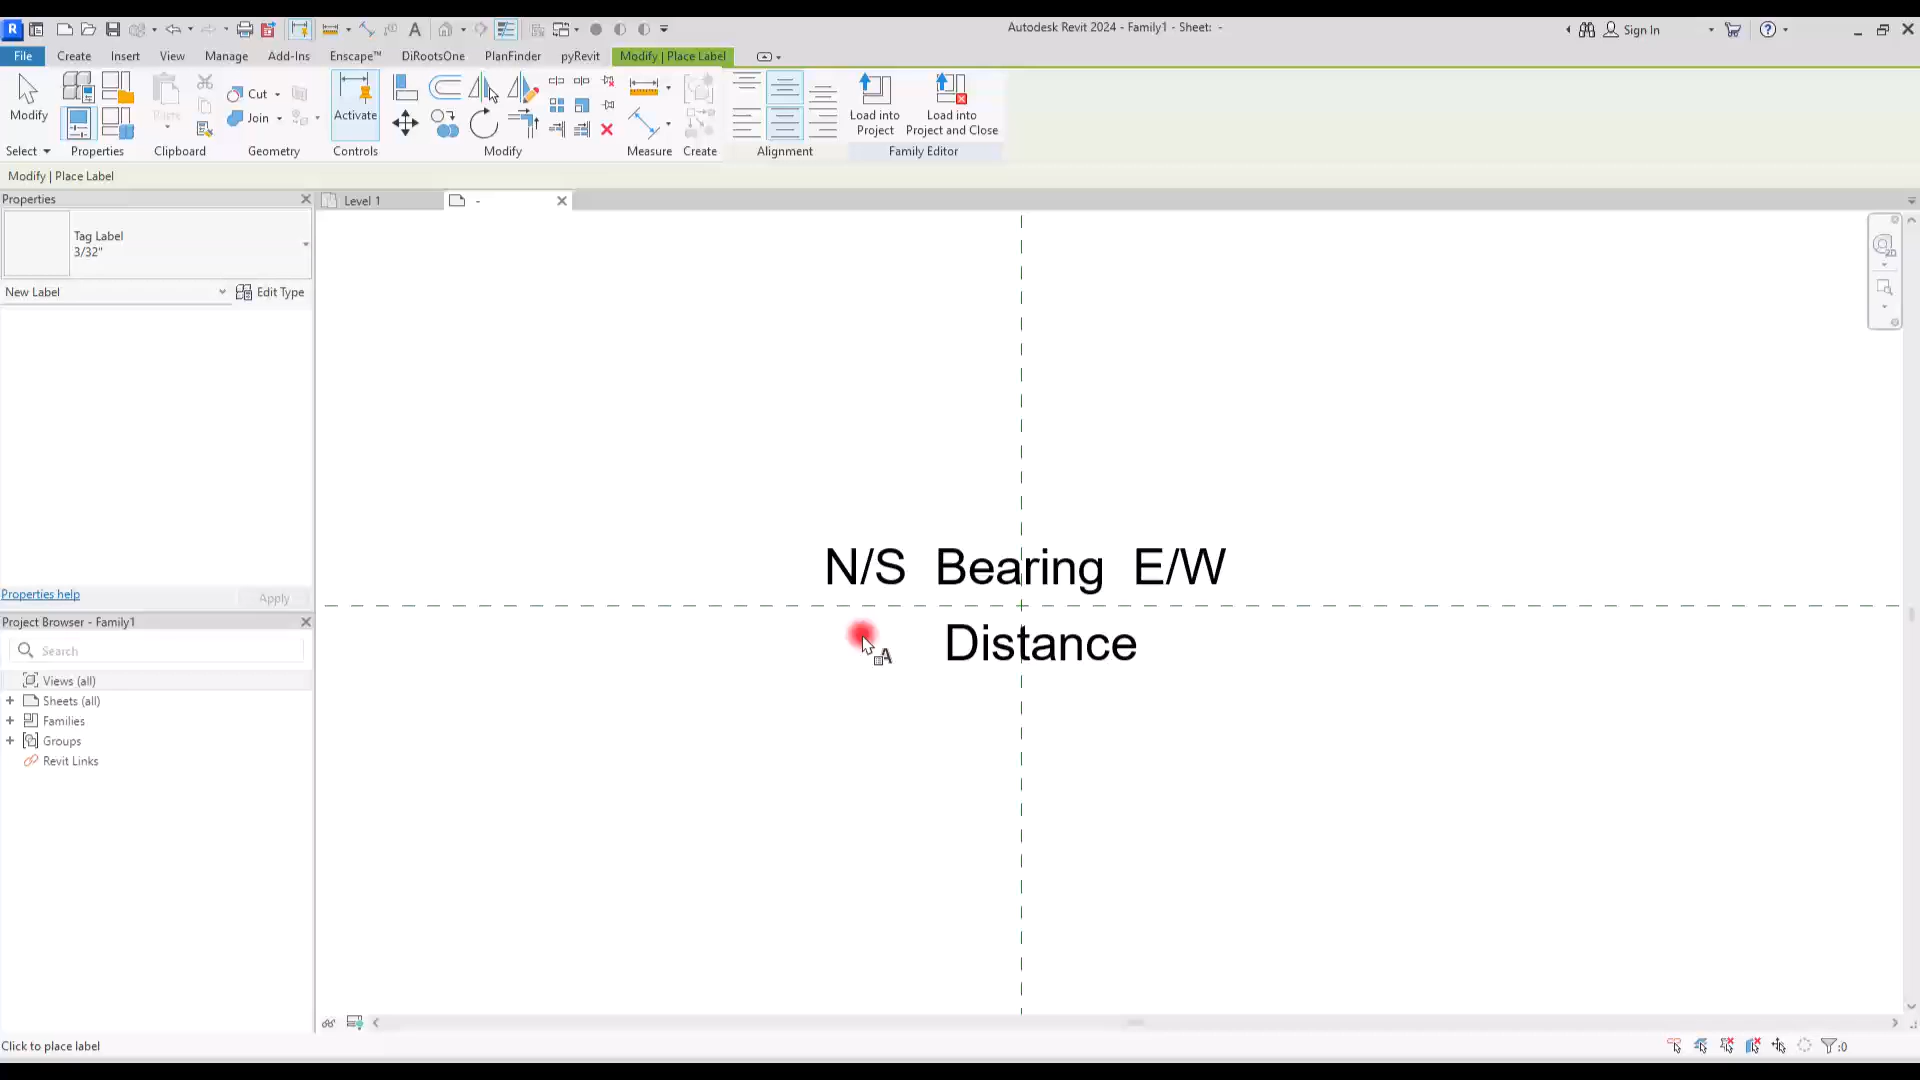 Autodesk Revit 2024 - Family1 - Sheet: -
Sign In
File Create Insert View Manage Add-Ins Enscape™ DiRootsOne PlanFinder pyRevit Modify | Place Label
Modify
Paste
Cut
Join
Activate
Load into Project
Load into Project and Close
Select Properties Clipboard Geometry Controls Modify Measure Create Alignment Family Editor
Modify | Place Label
Properties
Level 1
-
Tag Label
3/32"
New Label
Edit Type
N/S Bearing E/W
Distance
Properties help
Apply
Project Browser - Family1
Search
Views (all)
Sheets (all)
Families
Groups
Revit Links
Click to place label
:0